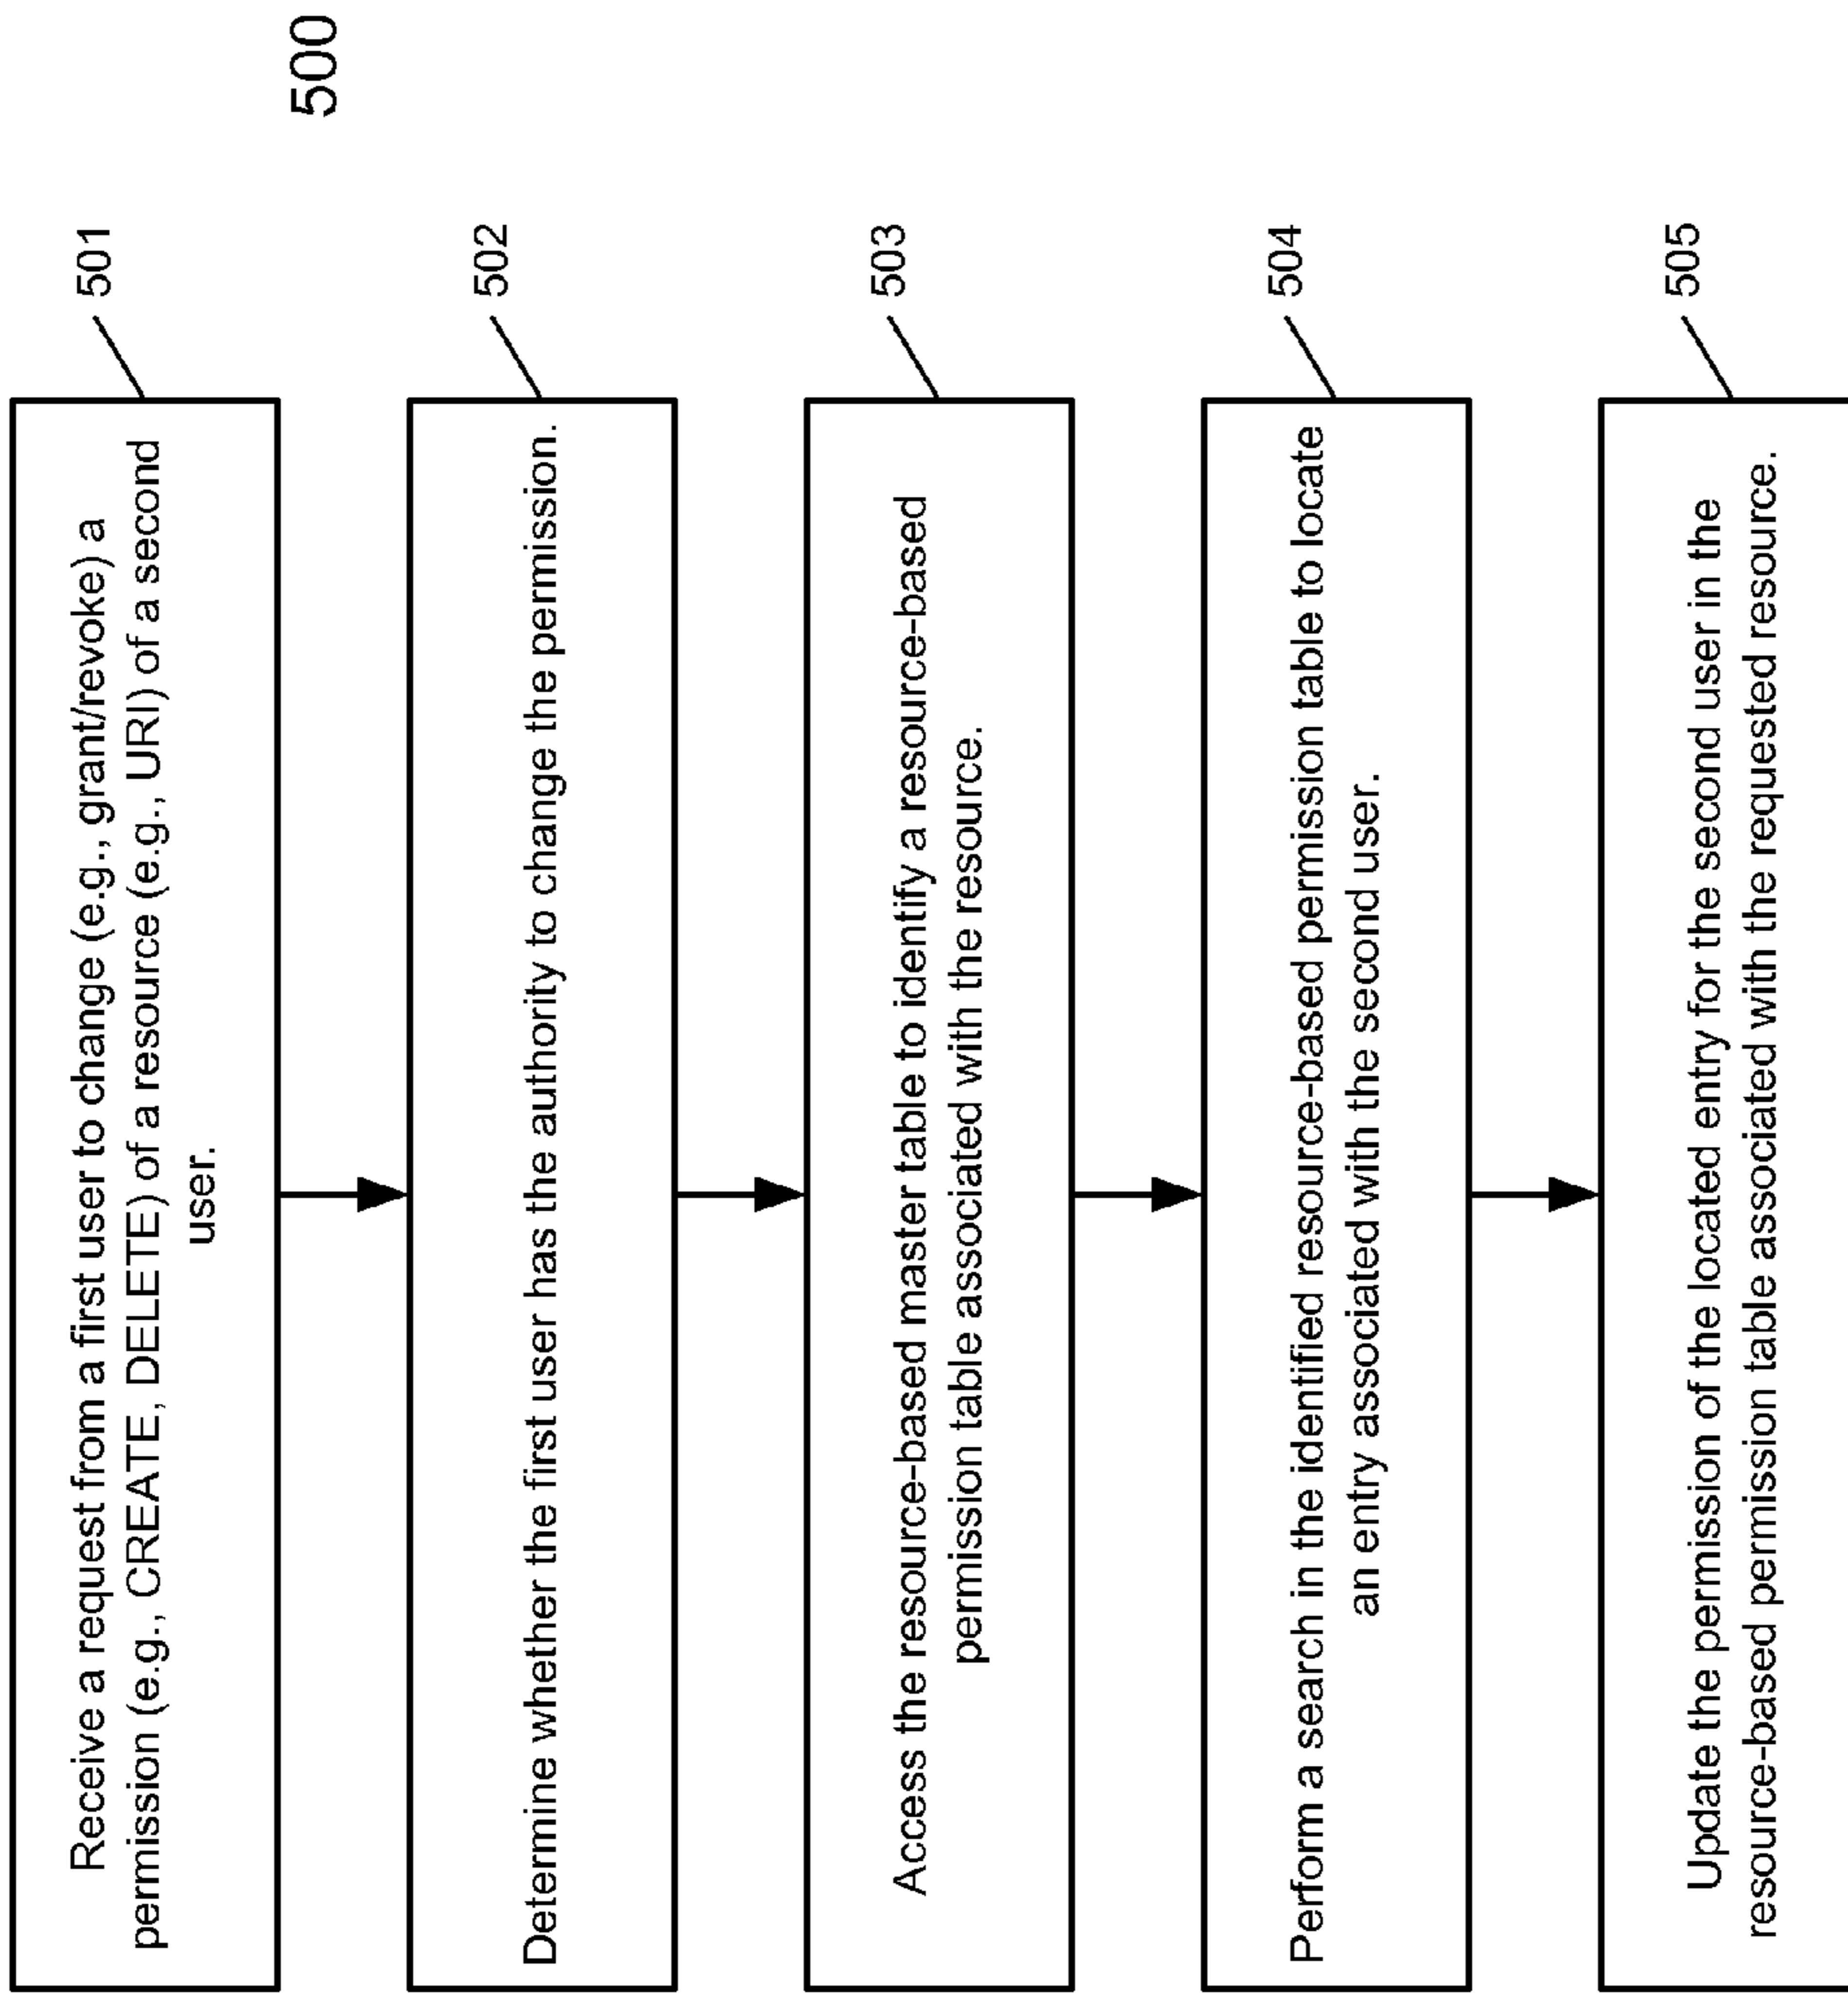 500
501
Receive a request from a first user to change (e.g., grant/revoke) a
permission (e.g., CREATE, DELETE) of a resource (e.g., URI) of a second
user.
502
Determine whether the first user has the authority to change the permission.
503
Access the resource-based master table to identify a resource-based
permission table associated with the resource.
504
Perform a search in the identified resource-based permission table to locate
an entry associated with the second user.
505
Update the permission of the located entry for the second user in the
resource-based permission table associated with the requested resource.